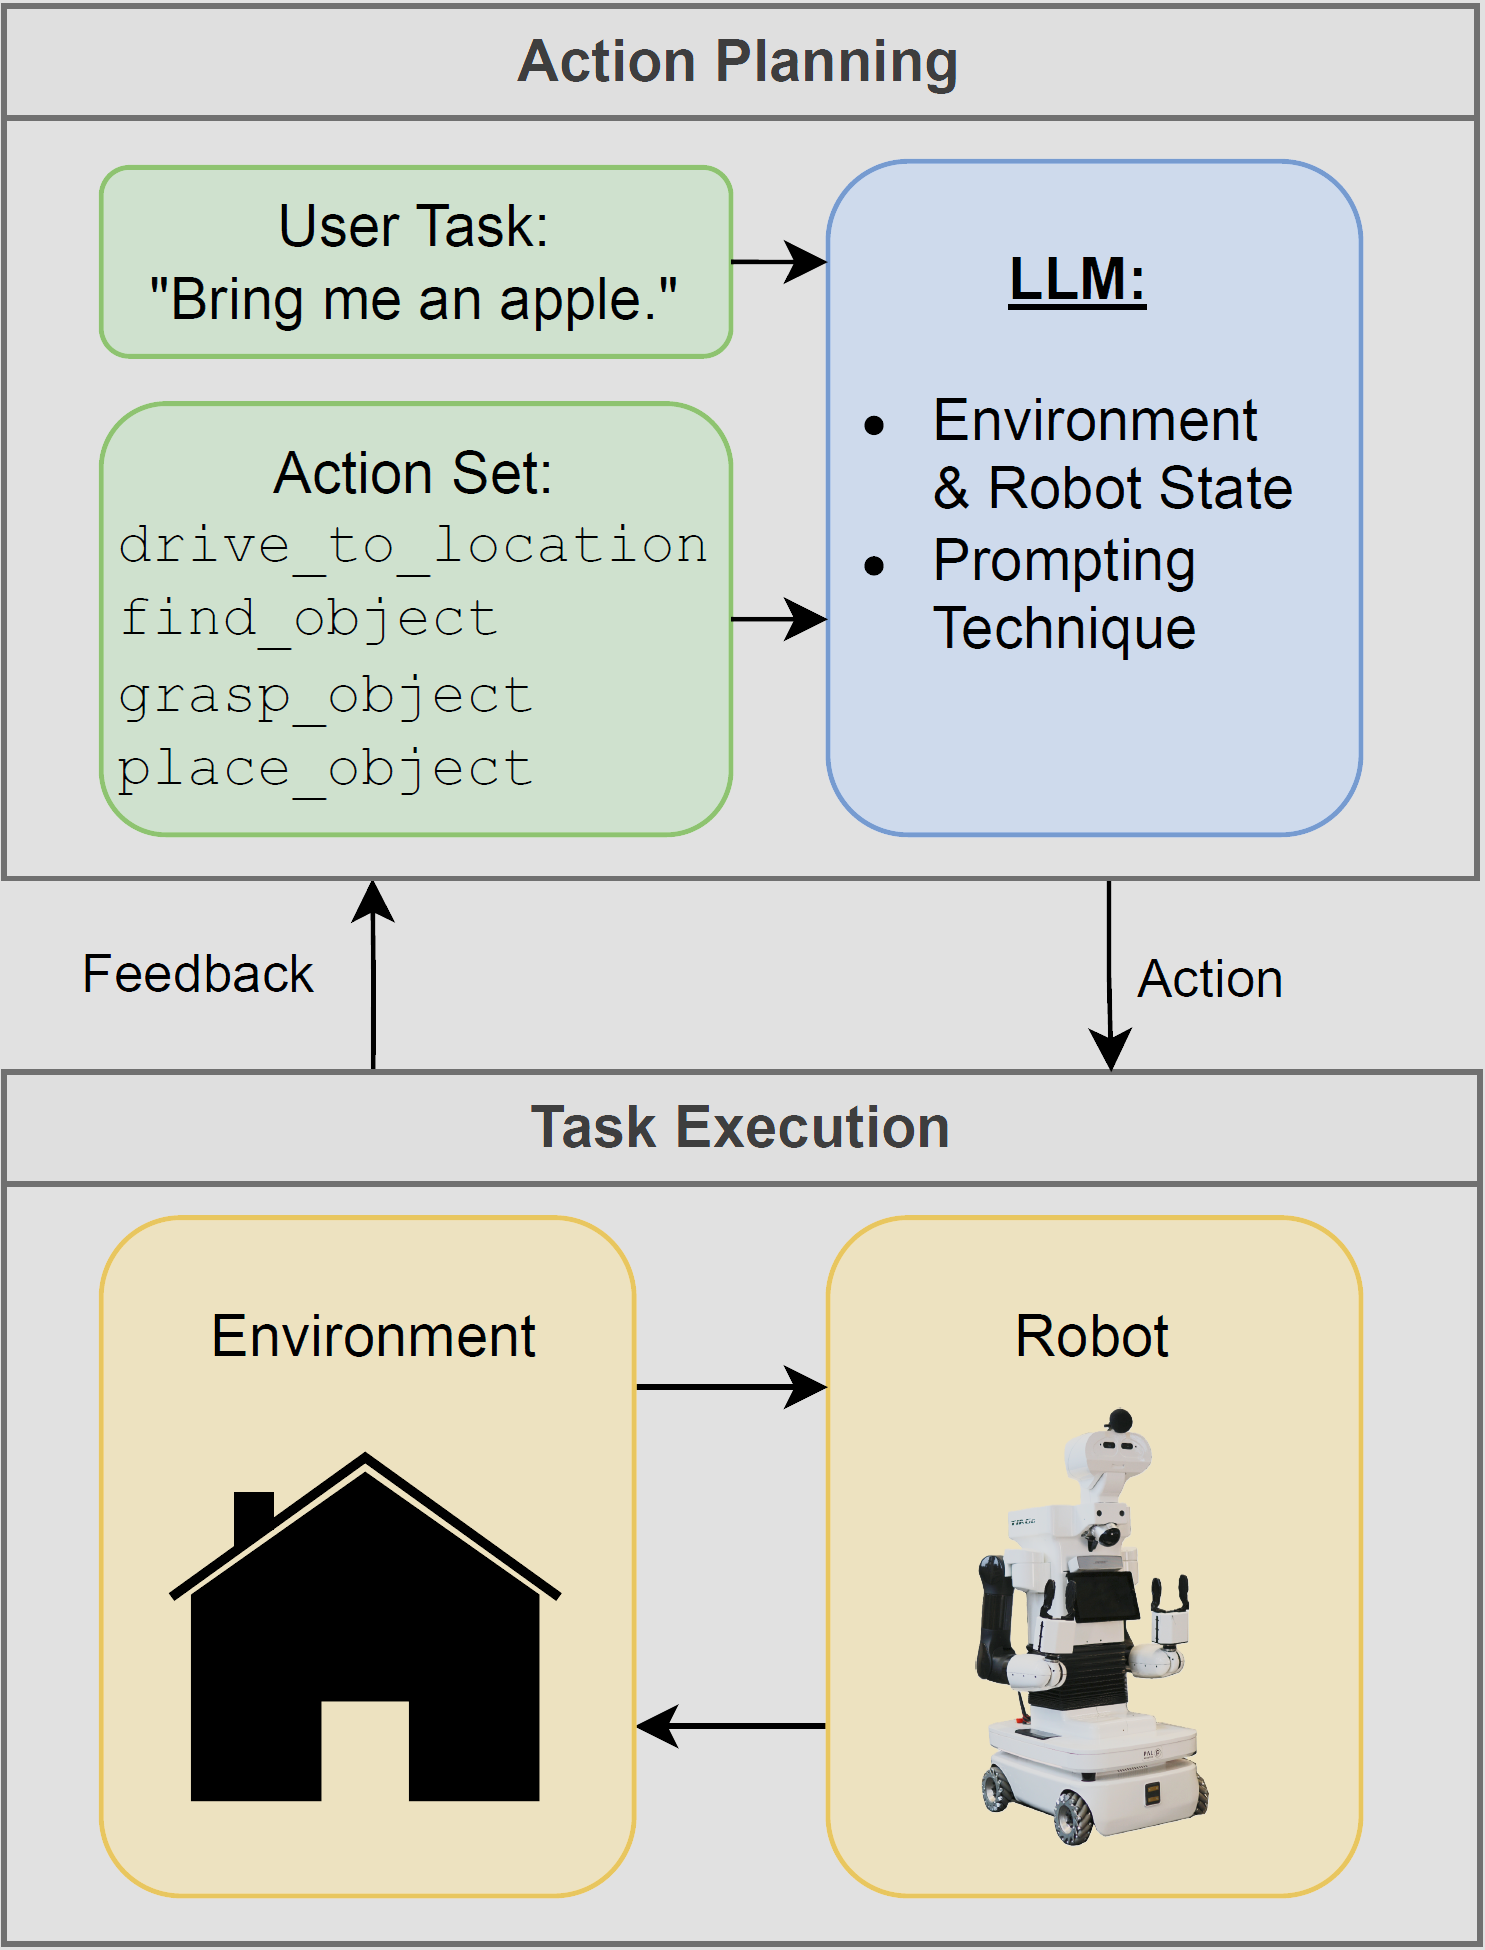 Action Planning
User Task:
"Bring me an apple."
Action Set:
drive_to_location
find_object
grasp_object
place_object
LLM:
• Environment
& Robot State
• Prompting
Technique
Feedback
Action
Task Execution
Environment
Robot